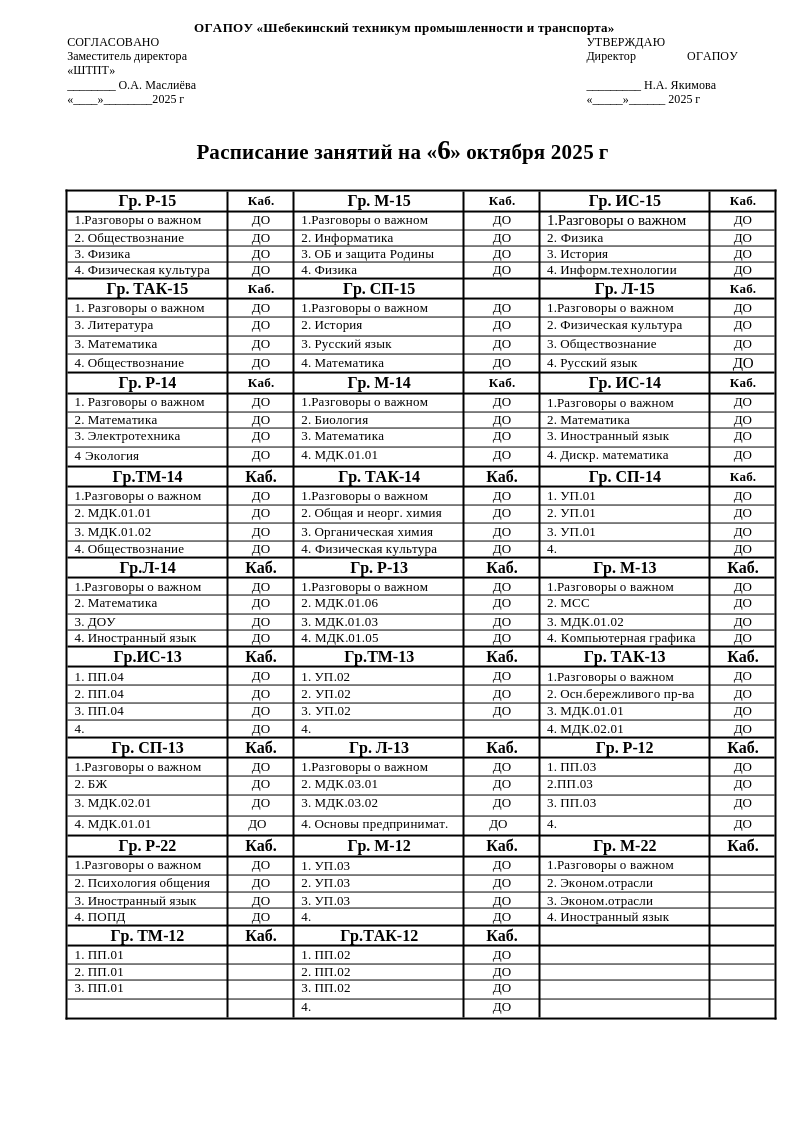 ОГАПОУ «Шебекинский техникум промышленности и транспорта»
СОГЛАСОВАНО УТВЕРЖДАЮ
Заместитель директора Директор ОГАПОУ
«ШТПТ»
________ О.А. Маслиёва _________ Н.А. Якимова
«____»________2025 г «_____»______ 2025 г
Расписание занятий на «6» октября 2025 г
Гр. Р-15 Каб. Гр. М-15 Каб. Гр. ИС-15 Каб.
1.Разговоры о важном ДО 1.Разговоры о важном ДО 1.Разговоры о важном ДО
2. Обществознание ДО 2. Информатика ДО 2. Физика ДО
3. Физика ДО 3. ОБ и защита Родины ДО 3. История ДО
4. Физическая культура ДО 4. Физика ДО 4. Информ.технологии ДО
Гр. ТАК-15 Каб. Гр. СП-15 Гр. Л-15 Каб.
1. Разговоры о важном ДО 1.Разговоры о важном ДО 1.Разговоры о важном ДО
3. Литература ДО 2. История ДО 2. Физическая культура ДО
3. Математика ДО 3. Русский язык ДО 3. Обществознание ДО
4. Обществознание ДО 4. Математика ДО 4. Русский язык ДО
Гр. Р-14 Каб. Гр. М-14 Каб. Гр. ИС-14 Каб.
1. Разговоры о важном ДО 1.Разговоры о важном ДО 1.Разговоры о важном ДО
2. Математика ДО 2. Биология ДО 2. Математика ДО
3. Электротехника ДО 3. Математика ДО 3. Иностранный язык ДО
4 Экология ДО 4. МДК.01.01 ДО 4. Дискр. математика ДО
Гр.ТМ-14 Каб. Гр. ТАК-14 Каб. Гр. СП-14 Каб.
1.Разговоры о важном ДО 1.Разговоры о важном ДО 1. УП.01 ДО
2. МДК.01.01 ДО 2. Общая и неорг. химия ДО 2. УП.01 ДО
3. МДК.01.02 ДО 3. Органическая химия ДО 3. УП.01 ДО
4. Обществознание ДО 4. Физическая культура ДО 4. ДО
Гр.Л-14 Каб. Гр. Р-13 Каб. Гр. М-13 Каб.
1.Разговоры о важном ДО 1.Разговоры о важном ДО 1.Разговоры о важном ДО
2. Математика ДО 2. МДК.01.06 ДО 2. МСС ДО
3. ДОУ ДО 3. МДК.01.03 ДО 3. МДК.01.02 ДО
4. Иностранный язык ДО 4. МДК.01.05 ДО 4. Компьютерная графика ДО
Гр.ИС-13 Каб. Гр.ТМ-13 Каб. Гр. ТАК-13 Каб.
1. ПП.04 ДО 1. УП.02 ДО 1.Разговоры о важном ДО
2. ПП.04 ДО 2. УП.02 ДО 2. Осн.бережливого пр-ва ДО
3. ПП.04 ДО 3. УП.02 ДО 3. МДК.01.01 ДО
4. ДО 4. 4. МДК.02.01 ДО
Гр. СП-13 Каб. Гр. Л-13 Каб. Гр. Р-12 Каб.
1.Разговоры о важном ДО 1.Разговоры о важном ДО 1. ПП.03 ДО
2. БЖ ДО 2. МДК.03.01 ДО 2.ПП.03 ДО
3. МДК.02.01 ДО 3. МДК.03.02 ДО 3. ПП.03 ДО
4. МДК.01.01 ДО 4. Основы предпринимат. ДО 4. ДО
Гр. Р-22 Каб. Гр. М-12 Каб. Гр. М-22 Каб.
1.Разговоры о важном ДО 1. УП.03 ДО 1.Разговоры о важном
2. Психология общения ДО 2. УП.03 ДО 2. Эконом.отрасли
3. Иностранный язык ДО 3. УП.03 ДО 3. Эконом.отрасли
4. ПОПД ДО 4. ДО 4. Иностранный язык
Гр. ТМ-12 Каб. Гр.ТАК-12 Каб.
1. ПП.01 1. ПП.02 ДО
2. ПП.01 2. ПП.02 ДО
3. ПП.01 3. ПП.02 ДО
4. ДО